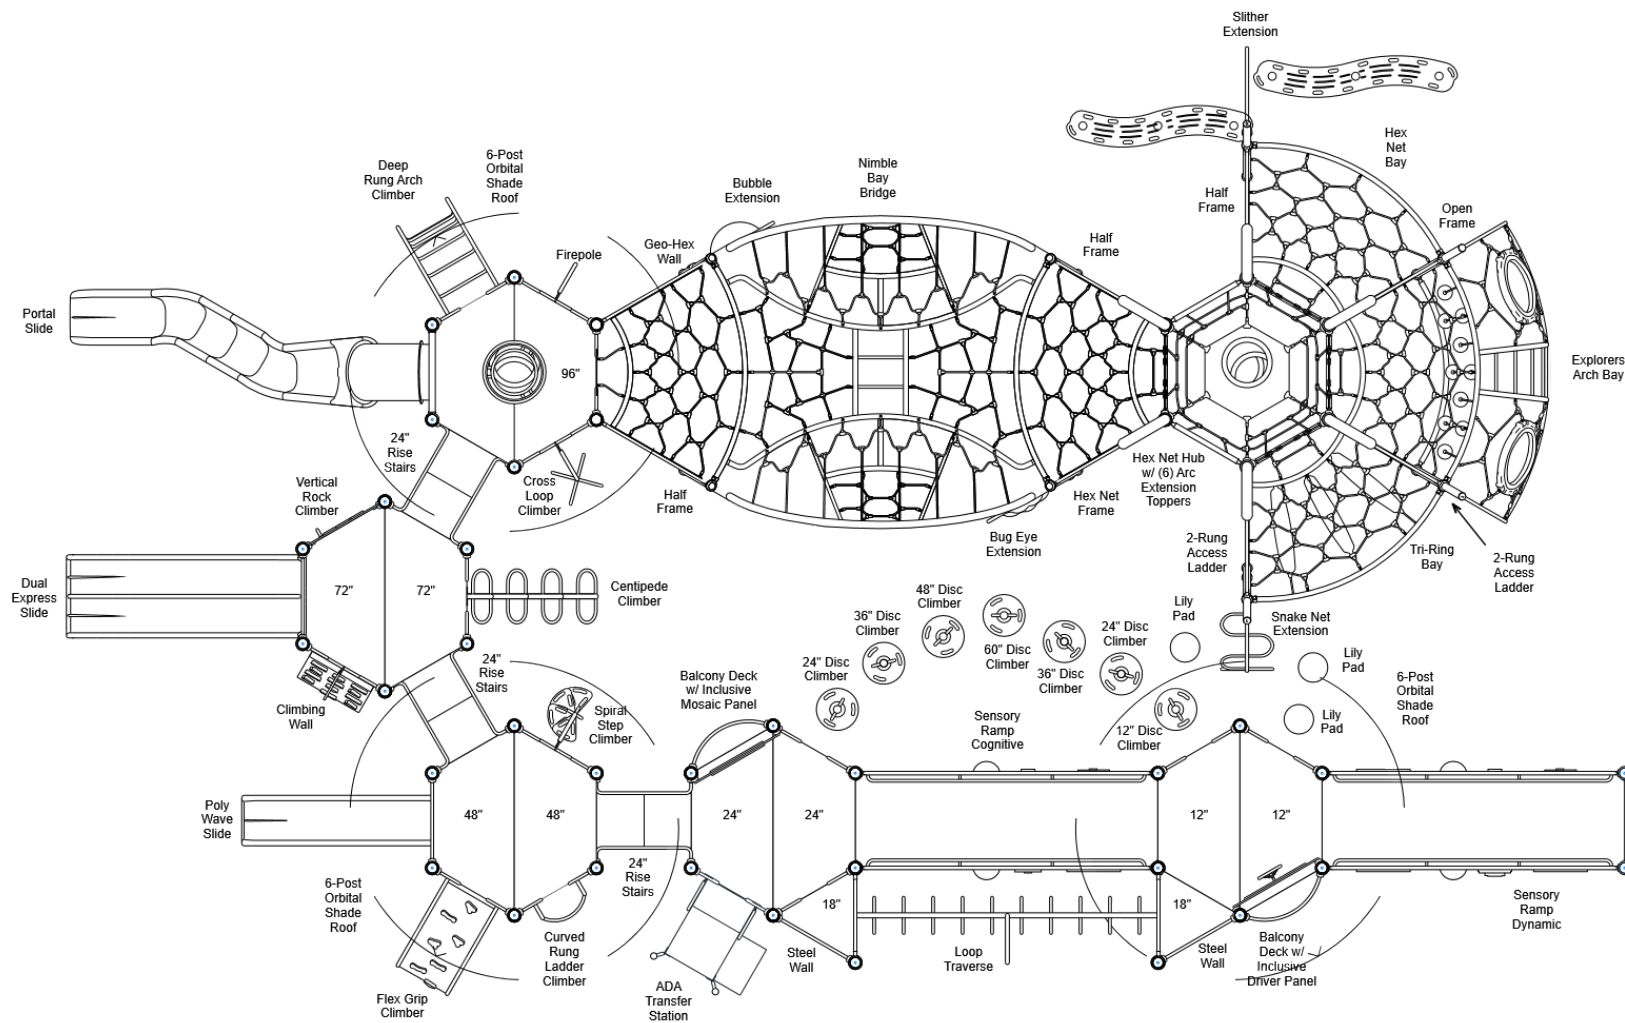 Slither
Extension
Hex
Net
Bay
6-Post
Orbital
Shade
Roof
Deep
Rung Arch
Climber
Nimble
Bay
Bridge
Bubble
Extension
Half
Frame
Open
Frame
Geo-Hex
Wall
Half
Frame
Firepole
Portal
Slide
96"
Explorers
Arch Bay
24"
Rise
Stairs
Cross
Loop
Climber
Half
Frame
Hex Net
Frame
Hex Net Hub
w/ (6) Arc
Extension
Toppers
Vertical
Rock
Climber
Bug Eye
Extension
2-Rung
Access
Ladder
Tri-Ring
Bay
2-Rung
Access
Ladder
Dual
Express
Slide
72"
72"
Centipede
Climber
48" Disc
Climber
36" Disc
Climber
60" Disc
Climber
24" Disc
Climber
Lily
Pad
Snake Net
Extension
24"
Rise
Stairs
Balcony Deck
w/ Inclusive
Mosaic Panel
24" Disc
Climber
36" Disc
Climber
Lily
Pad
6-Post
Orbital
Shade
Roof
Climbing
Wall
Spiral
Step
Climber
Sensory
Ramp
Cognitive
12" Disc
Climber
Lily
Pad
Poly
Wave
Slide
48"
48"
24"
24"
12"
12"
24"
Rise
Stairs
6-Post
Orbital
Shade
Roof
18"
18"
Sensory
Ramp
Dynamic
Curved
Rung
Ladder
Climber
Steel
Wall
Loop
Traverse
Steel
Wall
Balcony
Deck w/
Inclusive
Driver Panel
Flex Grip
Climber
ADA
Transfer
Station